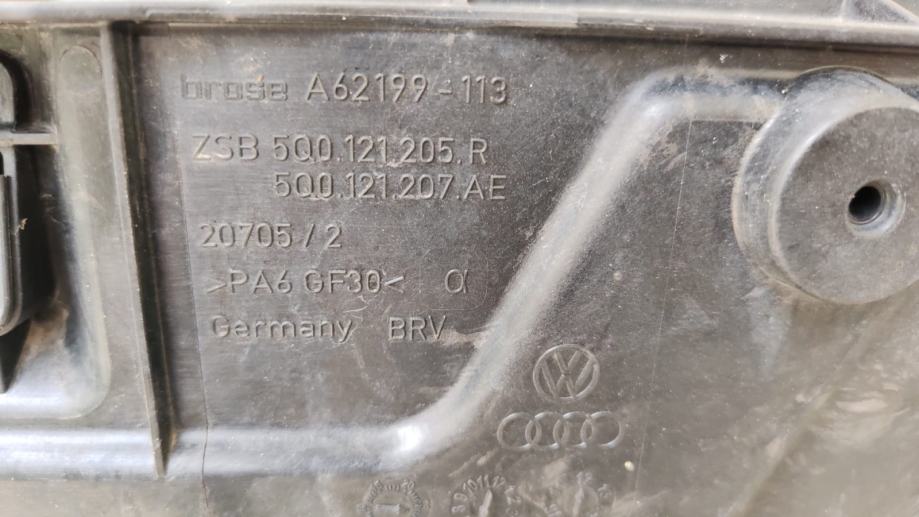 brose A62199-113
ZSB 5Q0.121.205.R
5Q0.121.207.AE
20705/2
>PA6 GF30< α
Germany BRV